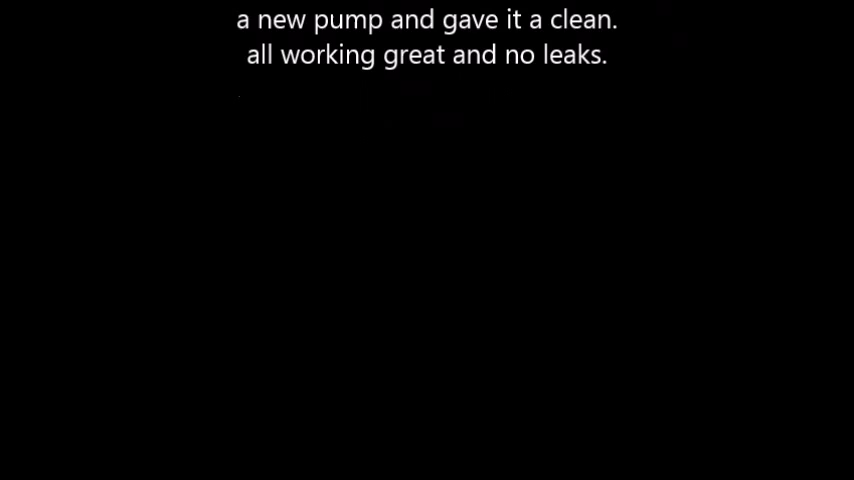 a new pump and gave it a clean.
all working great and no leaks.